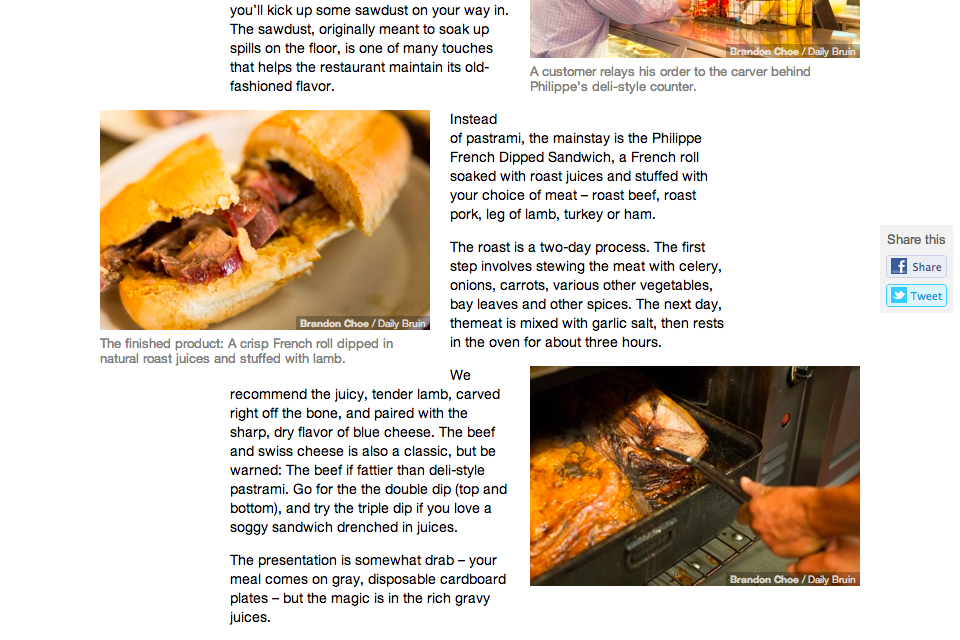 you'll kick up some sawdust on your way in.
The sawdust, originally meant to soak up
spills on the floor, is one of many touches
that helps the restaurant maintain its old-
fashioned flavor.
Brandon Choe / Daily Bruin
A customer relays his order to the carver behind
Philippe's deli-style counter.
Brandon Choe / Daily Bruin
The finished product: A crisp French roll dipped in
natural roast juices and stuffed with lamb.
Instead
of pastrami, the mainstay is the Philippe
French Dipped Sandwich, a French roll
soaked with roast juices and stuffed with
your choice of meat – roast beef, roast
pork, leg of lamb, turkey or ham.
The roast is a two-day process. The first
step involves stewing the meat with celery,
onions, carrots, various other vegetables,
bay leaves and other spices. The next day,
themeat is mixed with garlic salt, then rests
in the oven for about three hours.
Share this
Share
Tweet
We
recommend the juicy, tender lamb, carved
right off the bone, and paired with the
sharp, dry flavor of blue cheese. The beef
and swiss cheese is also a classic, but be
warned: The beef if fattier than deli-style
pastrami. Go for the the double dip (top and
bottom), and try the triple dip if you love a
soggy sandwich drenched in juices.
The presentation is somewhat drab – your
meal comes on gray, disposable cardboard
plates – but the magic is in the rich gravy
juices.
Brandon Choe / Daily Bruin